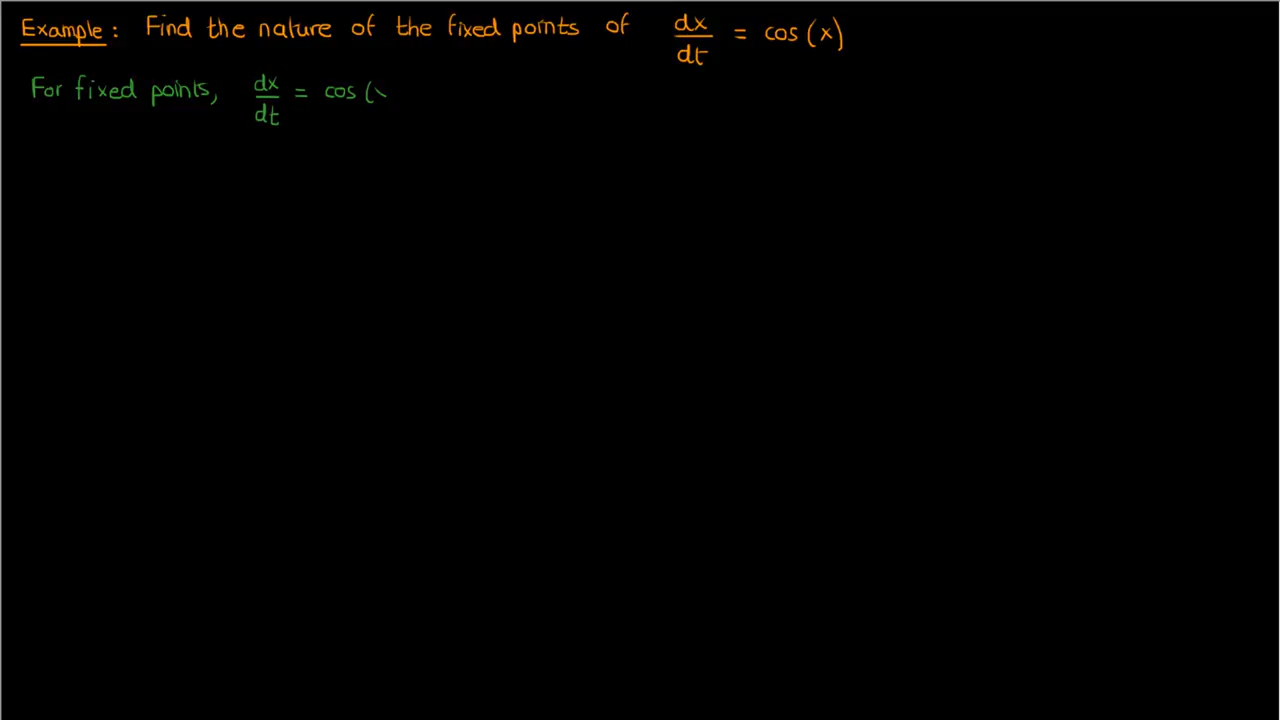 Example: Find the nature of the fixed points of dx/dt = cos(x)
For fixed points, dx/dt = cos(